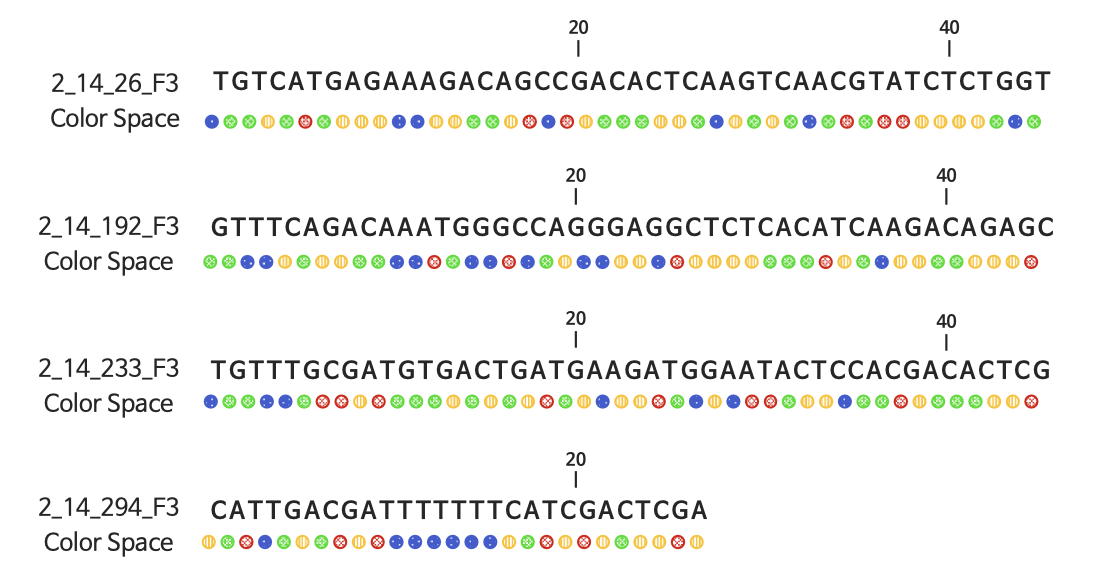 20 40
2_14_26_F3 TGTCATGAGAAAGACAGCCGACACTCAAGTCAACGTATCTCTGGT
Color Space
20 40
2_14_192_F3 GTTTCAGACAAATGGGCCAGGGAGGCTCTCACATCAAGACAGAGC
Color Space
20 40
2_14_233_F3 TGTTTGCGATGTGACTGATGAAGATGGAATACTCCACGACACTCG
Color Space
20
2_14_294_F3 CATTGACGATTTTTTTCATCGACTCGA
Color Space